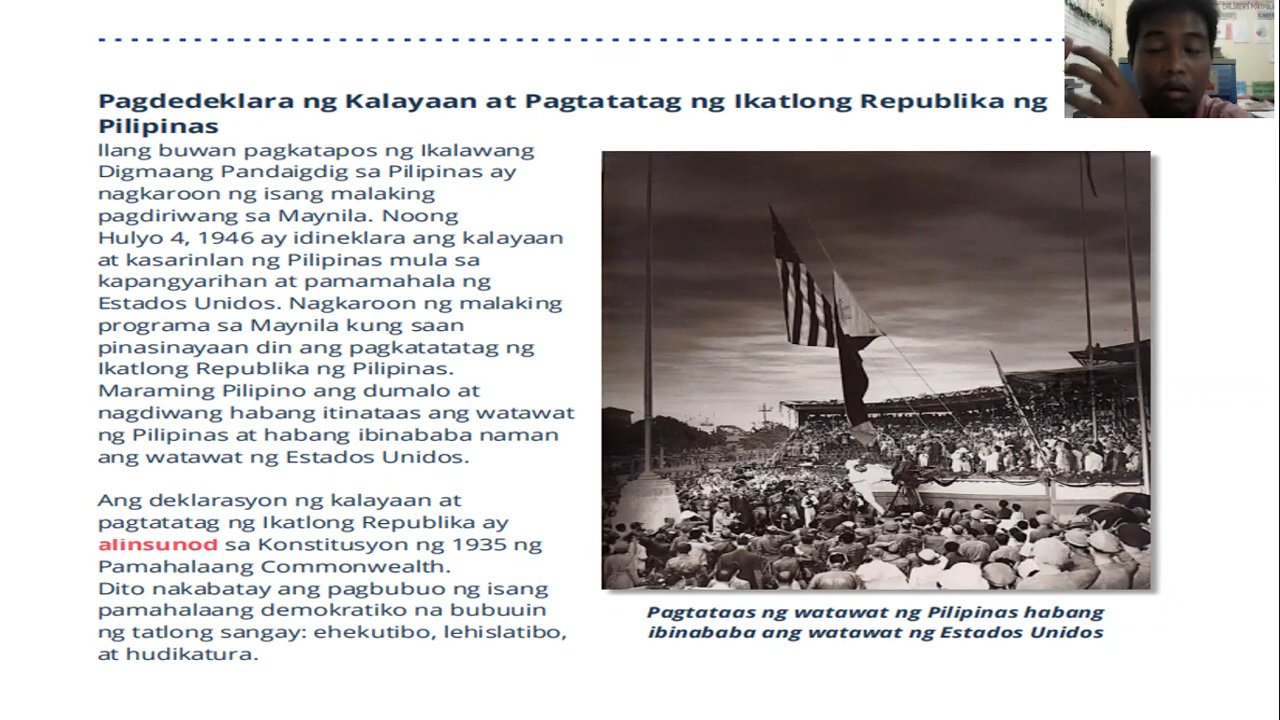 Pagdedeklara ng Kalayaan at Pagtatatag ng Ikatlong Republika ng
Pilipinas
Ilang buwan pagkatapos ng Ikalawang
Digmaang Pandaigdig sa Pilipinas ay
nagkaroon ng isang malaking
pagdiriwang sa Maynila. Noong
Hulyo 4, 1946 ay idineklara ang kalayaan
at kasarinlan ng Pilipinas mula sa
kapangyarihan at pamamahala ng
Estados Unidos. Nagkaroon ng malaking
programa sa Maynila kung saan
pinasinayaan din ang pagkatatatag ng
Ikatlong Republika ng Pilipinas.
Maraming Pilipino ang dumalo at
nagdiwang habang itinataas ang watawat
ng Pilipinas at habang ibinababa naman
ang watawat ng Estados Unidos.
Ang deklarasyon ng kalayaan at
pagtatatag ng Ikatlong Republika ay
alinsunod sa Konstitusyon ng 1935 ng
Pamahalaang Commonwealth.
Dito nakabatay ang pagbubuo ng isang
pamahalaang demokratiko na bubuuin
ng tatlong sangay: ehekutibo, lehislatibo,
at hudikatura.
Pagtataas ng watawat ng Pilipinas habang
ibinababa ang watawat ng Estados Unidos